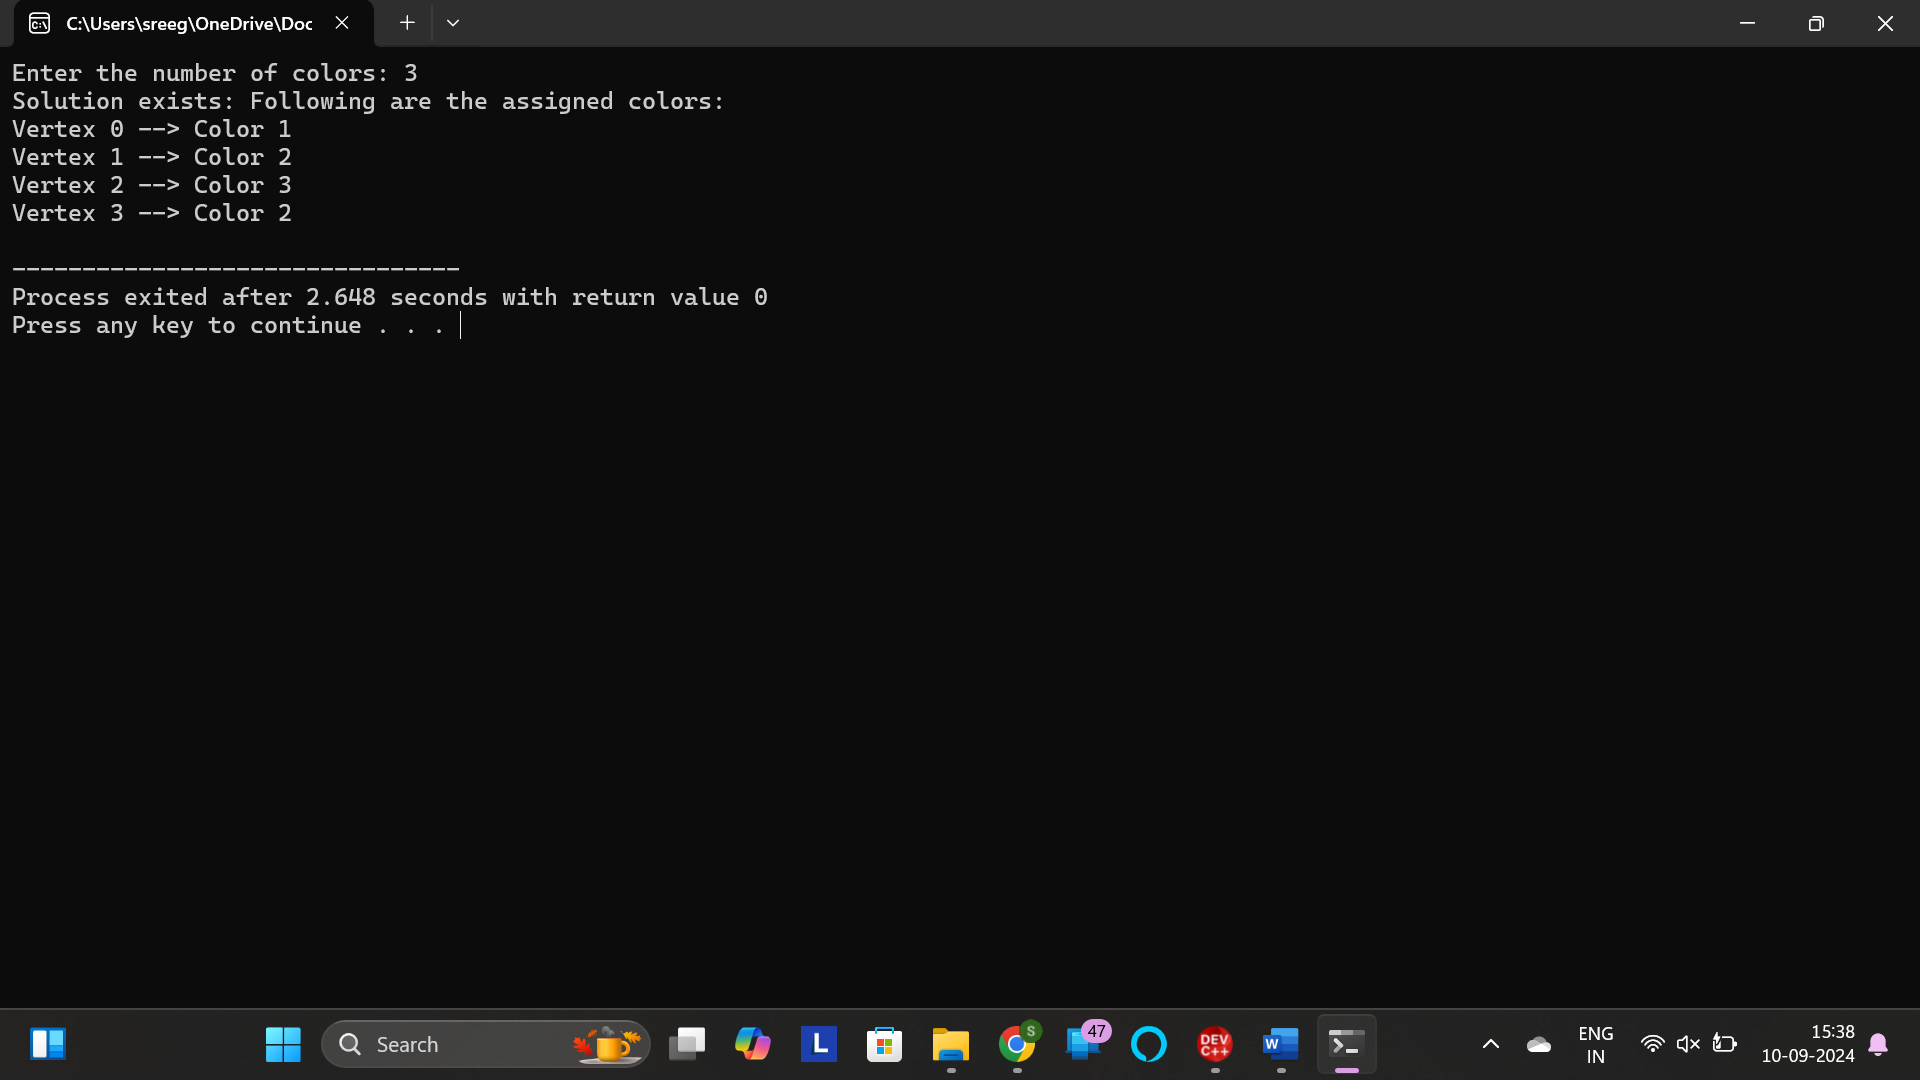 C:\Users\sreeg\OneDrive\Doc
Enter the number of colors: 3
Solution exists: Following are the assigned colors:
Vertex 0 --> Color 1
Vertex 1 --> Color 2
Vertex 2 --> Color 3
Vertex 3 --> Color 2
--------------------------------
Process exited after 2.648 seconds with return value 0
Press any key to continue . . .
Search
L
S
47
DEV
C++
W
ENG
IN
15:38
10-09-2024